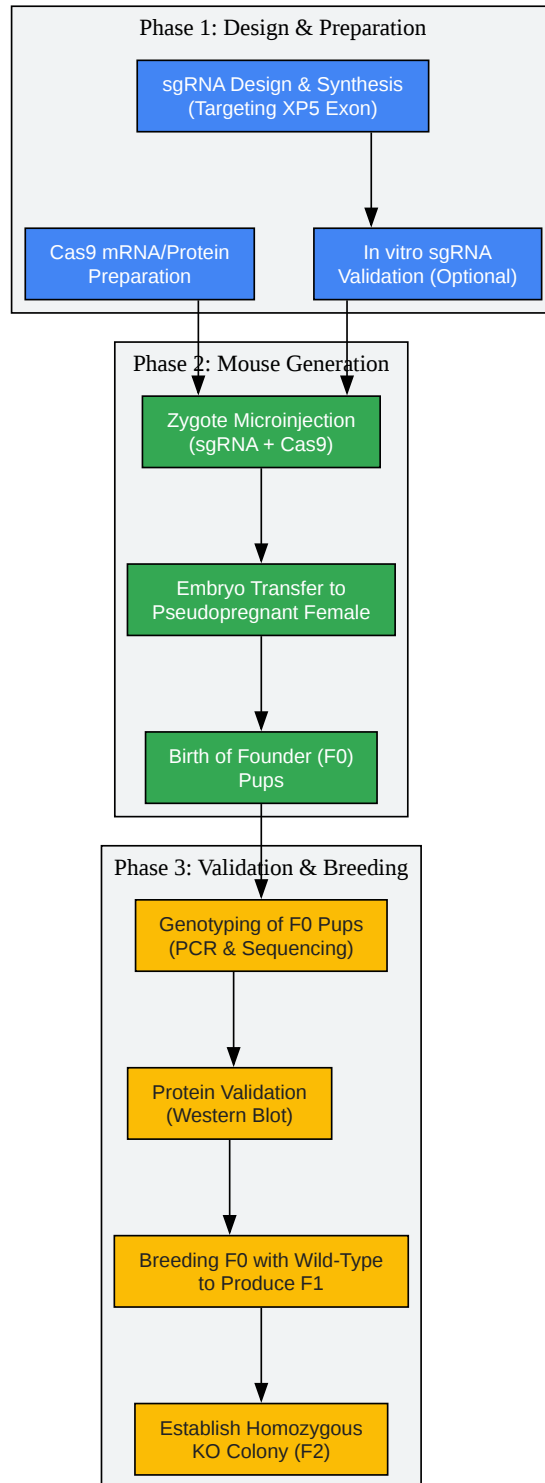 Phase 1: Design & Preparation
sgRNA Design & Synthesis
(Targeting XP5 Exon)
Cas9 mRNA/Protein
Preparation
In vitro sgRNA
Validation (Optional)
Phase 2: Mouse Generation
Zygote Microinjection
(sgRNA + Cas9)
Embryo Transfer to
Pseudopregnant Female
Birth of Founder (F0)
Pups
Phase 3: Validation & Breeding
Genotyping of F0 Pups
(PCR & Sequencing)
Protein Validation
(Western Blot)
Breeding F0 with Wild-Type
to Produce F1
Establish Homozygous
KO Colony (F2)